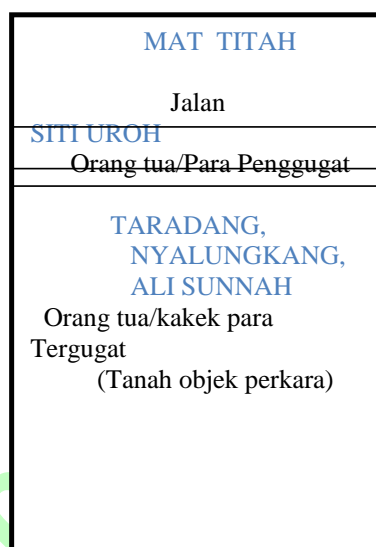 MAT TITAH
Jalan
SITI UROH
Orang tua/Para Penggugat
TARADANG,
NYALUNGKANG,
ALI SUNNAH
Orang tua/kakek para
Tergugat
(Tanah objek perkara)